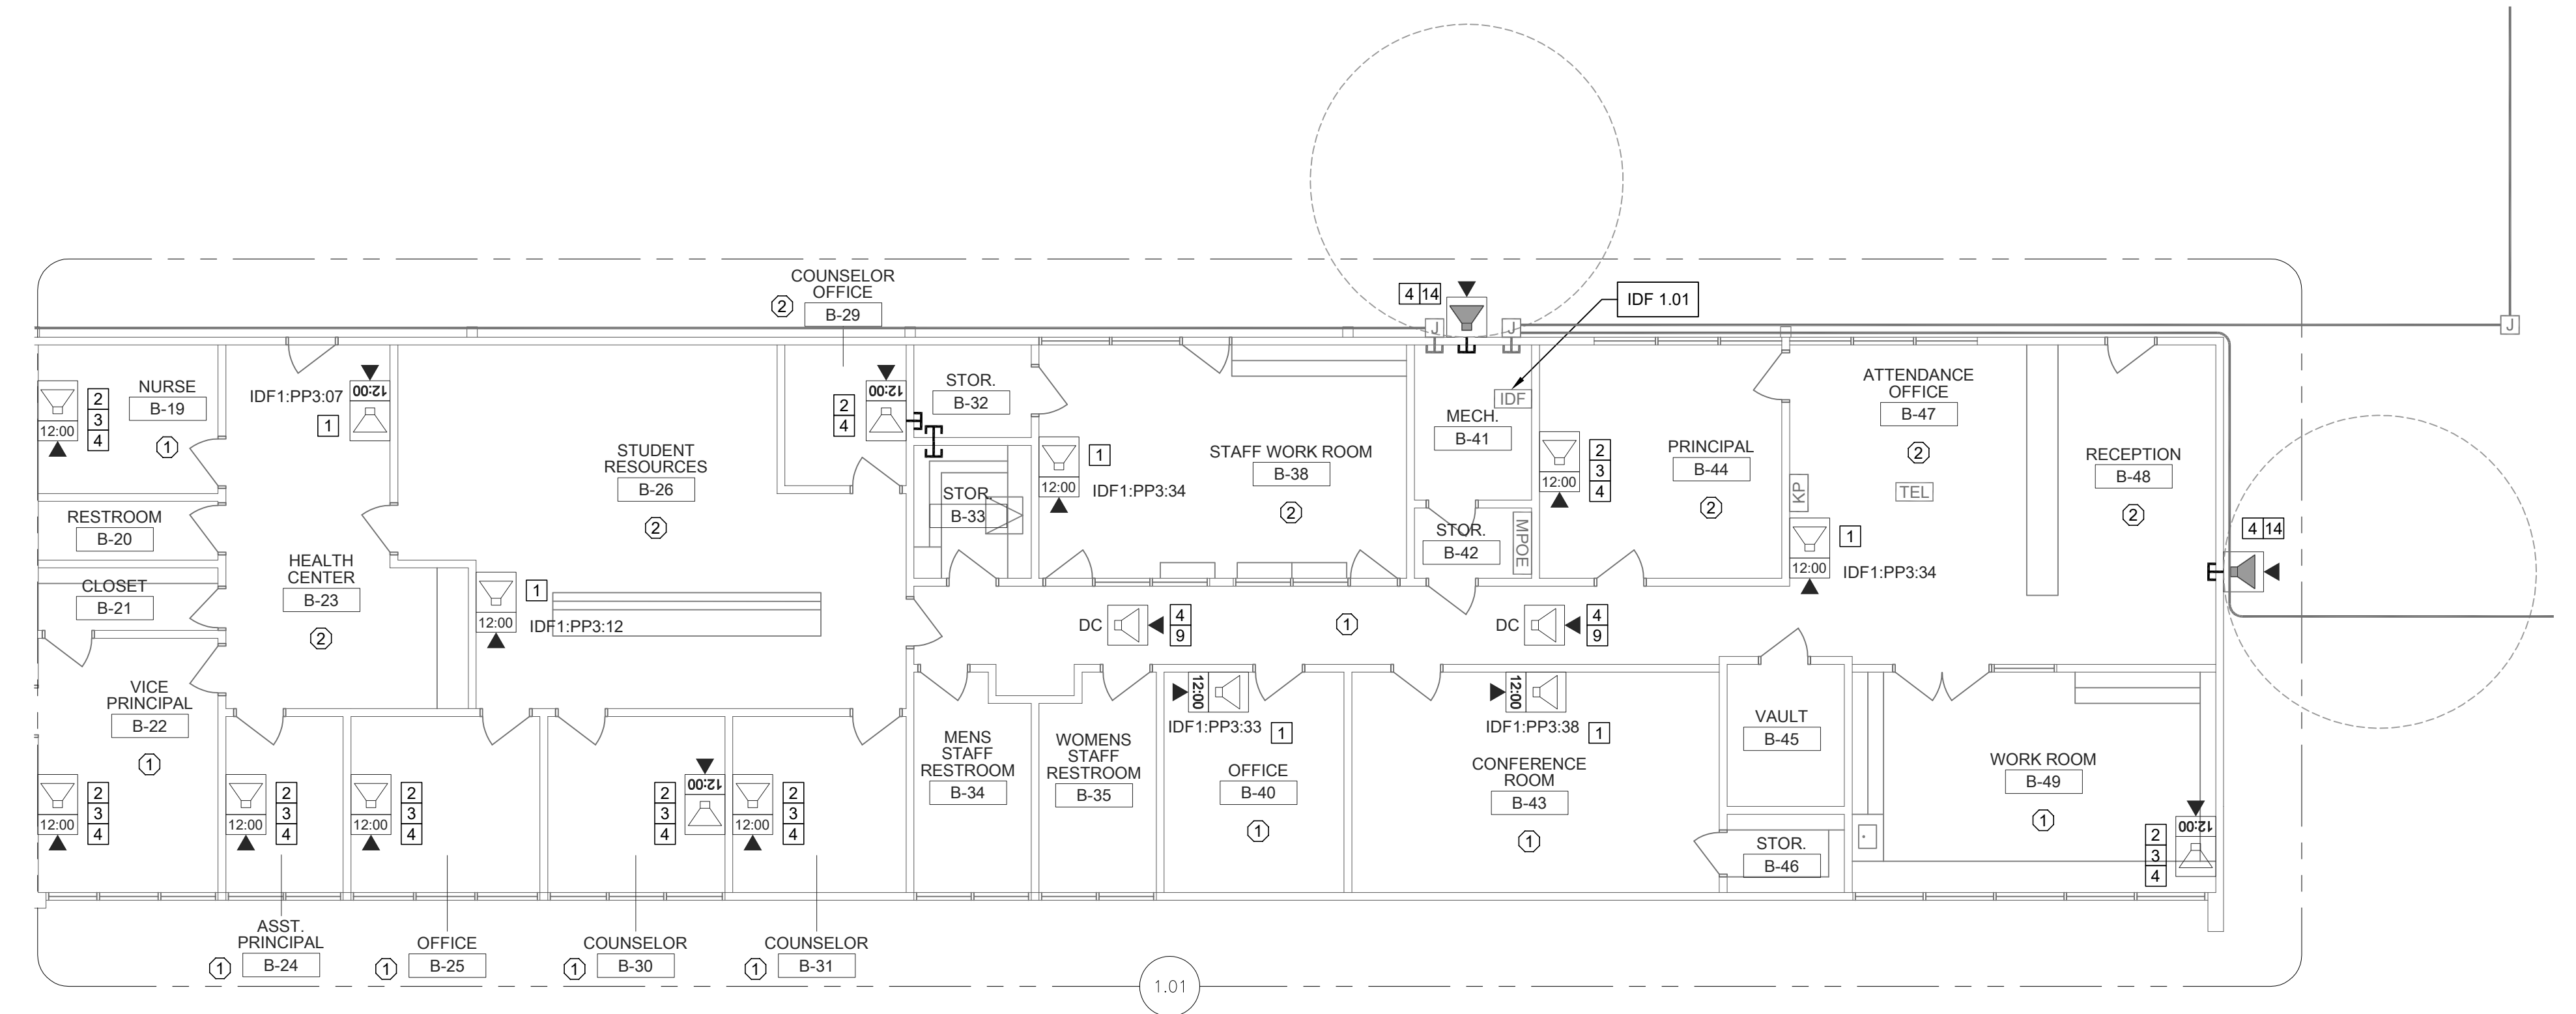 COUNSELOR
OFFICE
B-29
2
4 14
IDF 1.01
J
J
J
NURSE
B-19
1
2
3
4
12:00
IDF1:PP3:07
12:00
1
2
4
12:00
STOR.
B-32
STUDENT
RESOURCES
B-26
2
STOR.
B-33
12:00
1
IDF1:PP3:34
STAFF WORK ROOM
B-38
2
IDF
MECH.
B-41
STOR.
B-42
MPOE
12:00
2
3
4
PRINCIPAL
B-44
2
KP
ATTENDANCE
OFFICE
B-47
2
TEL
12:00
1
IDF1:PP3:34
RECEPTION
B-48
2
4 14
RESTROOM
B-20
CLOSET
B-21
HEALTH
CENTER
B-23
2
12:00
1
IDF1:PP3:12
DC
4
9
1
DC
4
9
VICE
PRINCIPAL
B-22
1
12:00
2
3
4
12:00
2
3
4
12:00
2
3
4
2
3
4
12:00
12:00
2
3
4
MENS
STAFF
RESTROOM
B-34
WOMENS
STAFF
RESTROOM
B-35
12:00
IDF1:PP3:33
1
OFFICE
B-40
1
12:00
IDF1:PP3:38
1
CONFERENCE
ROOM
B-43
1
VAULT
B-45
STOR.
B-46
WORK ROOM
B-49
1
2
3
4
12:00
ASST.
PRINCIPAL
B-24
1
OFFICE
B-25
1
COUNSELOR
B-30
1
COUNSELOR
B-31
1
1.01